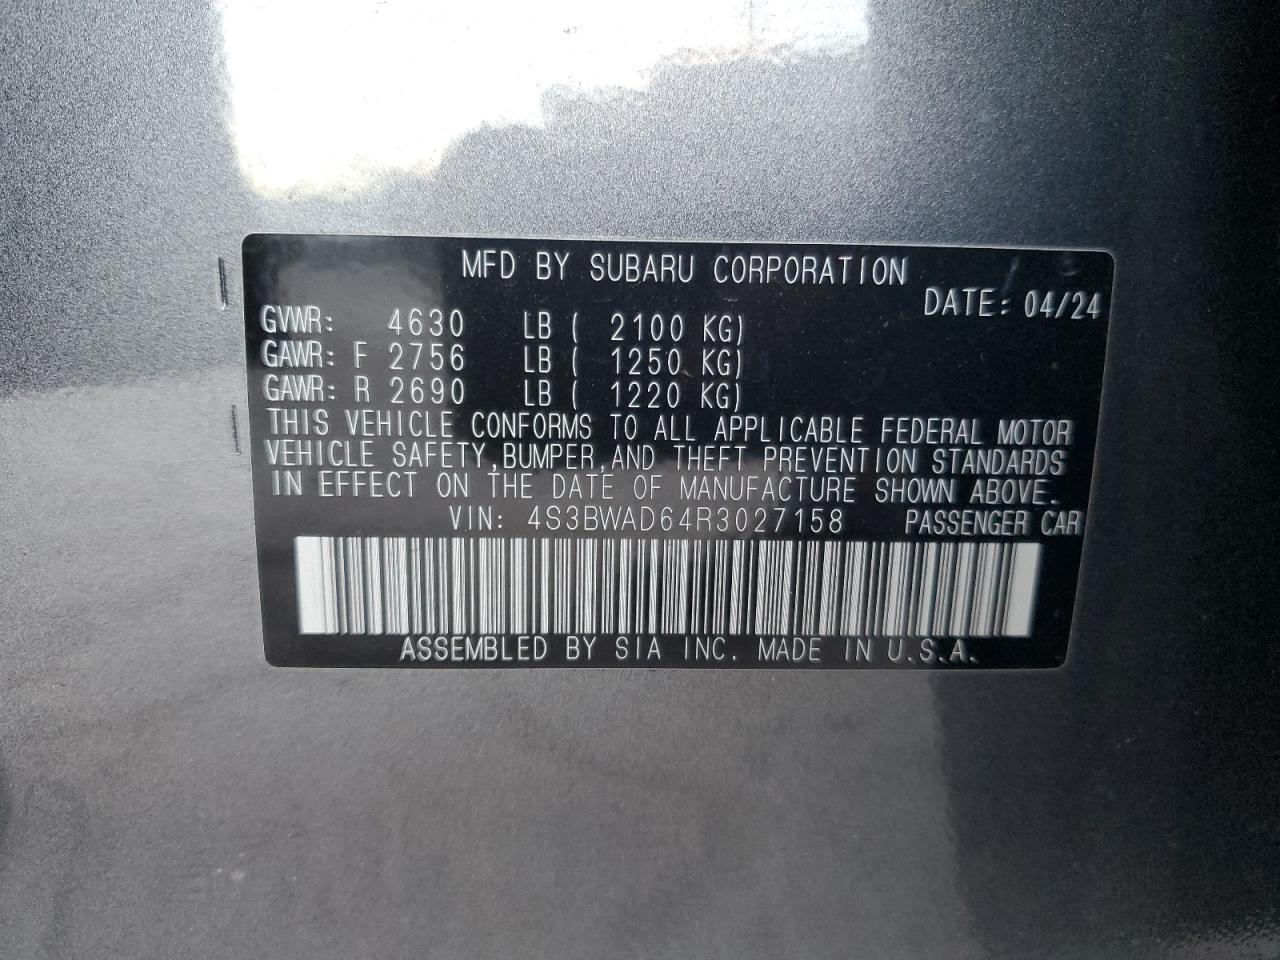 MFD BY SUBARU CORPORATION
DATE: 04/24
GVWR: 4630 LB ( 2100 KG)
GAWR: F 2756 LB ( 1250 KG)
GAWR: R 2690 LB ( 1220 KG)
THIS VEHICLE CONFORMS TO ALL APPLICABLE FEDERAL MOTOR
VEHICLE SAFETY, BUMPER, AND THEFT PREVENTION STANDARDS
IN EFFECT ON THE DATE OF MANUFACTURE SHOWN ABOVE.
VIN: 4S3BWAD64R3027158 PASSENGER CAR
ASSEMBLED BY SIA INC. MADE IN U.S.A.